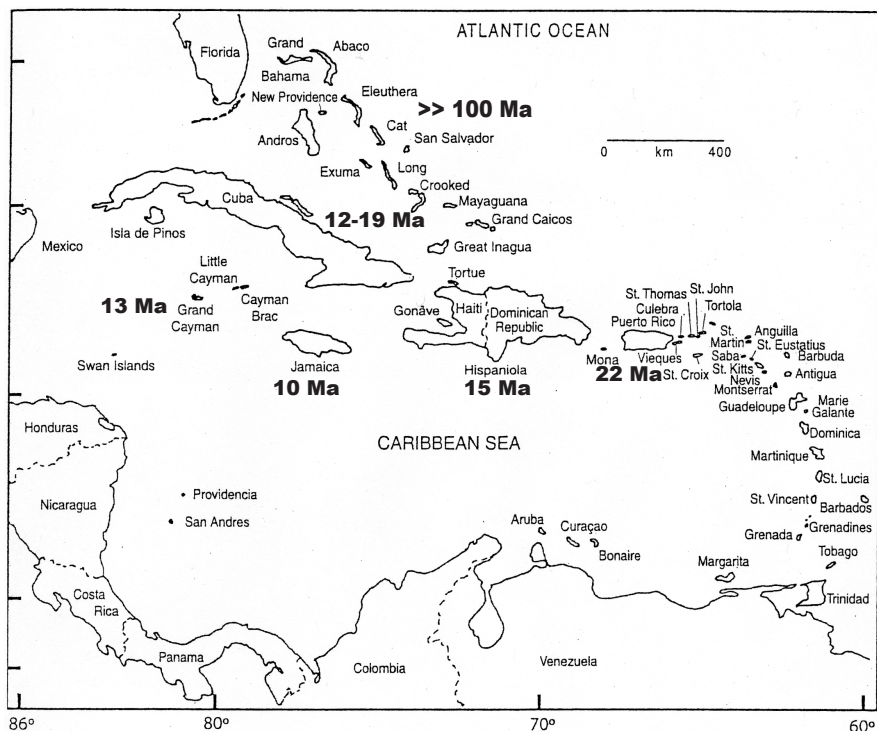 ATLANTIC OCEAN
Florida
Grand
Bahama
Abaco
New Providence
Eleuthera
>> 100 Ma
Andros
Cat
San Salvador
0 km 400
Exuma
Long
Crooked
Cuba
Mayaguana
12-19 Ma
Grand Caicos
Isla de Pinos
Mexico
Great Inagua
Little
Cayman
Tortue
13 Ma
Grand
Cayman
Cayman
Brac
Gonâve
Haiti
Dominican
Republic
St. John
St. Thomas
Tortola
Culebra
Puerto Rico
St.
Martin
Anguilla
St. Eustatius
Saba
Barbuda
Swan Islands
Jamaica
Hispaniola
Mona
Vieques
St. Croix
St. Kitts
Nevis
Antigua
10 Ma
15 Ma
22 Ma
Montserrat
Guadeloupe
Marie
Galante
Honduras
Dominica
CARIBBEAN SEA
Martinique
St. Lucia
Nicaragua
Providencia
St. Vincent
Barbados
San Andres
Aruba
Curaçao
Bonaire
Grenadines
Grenada
Margarita
Tobago
Trinidad
Costa
Rica
Panama
Colombia
Venezuela
86º
80º
70º
60º